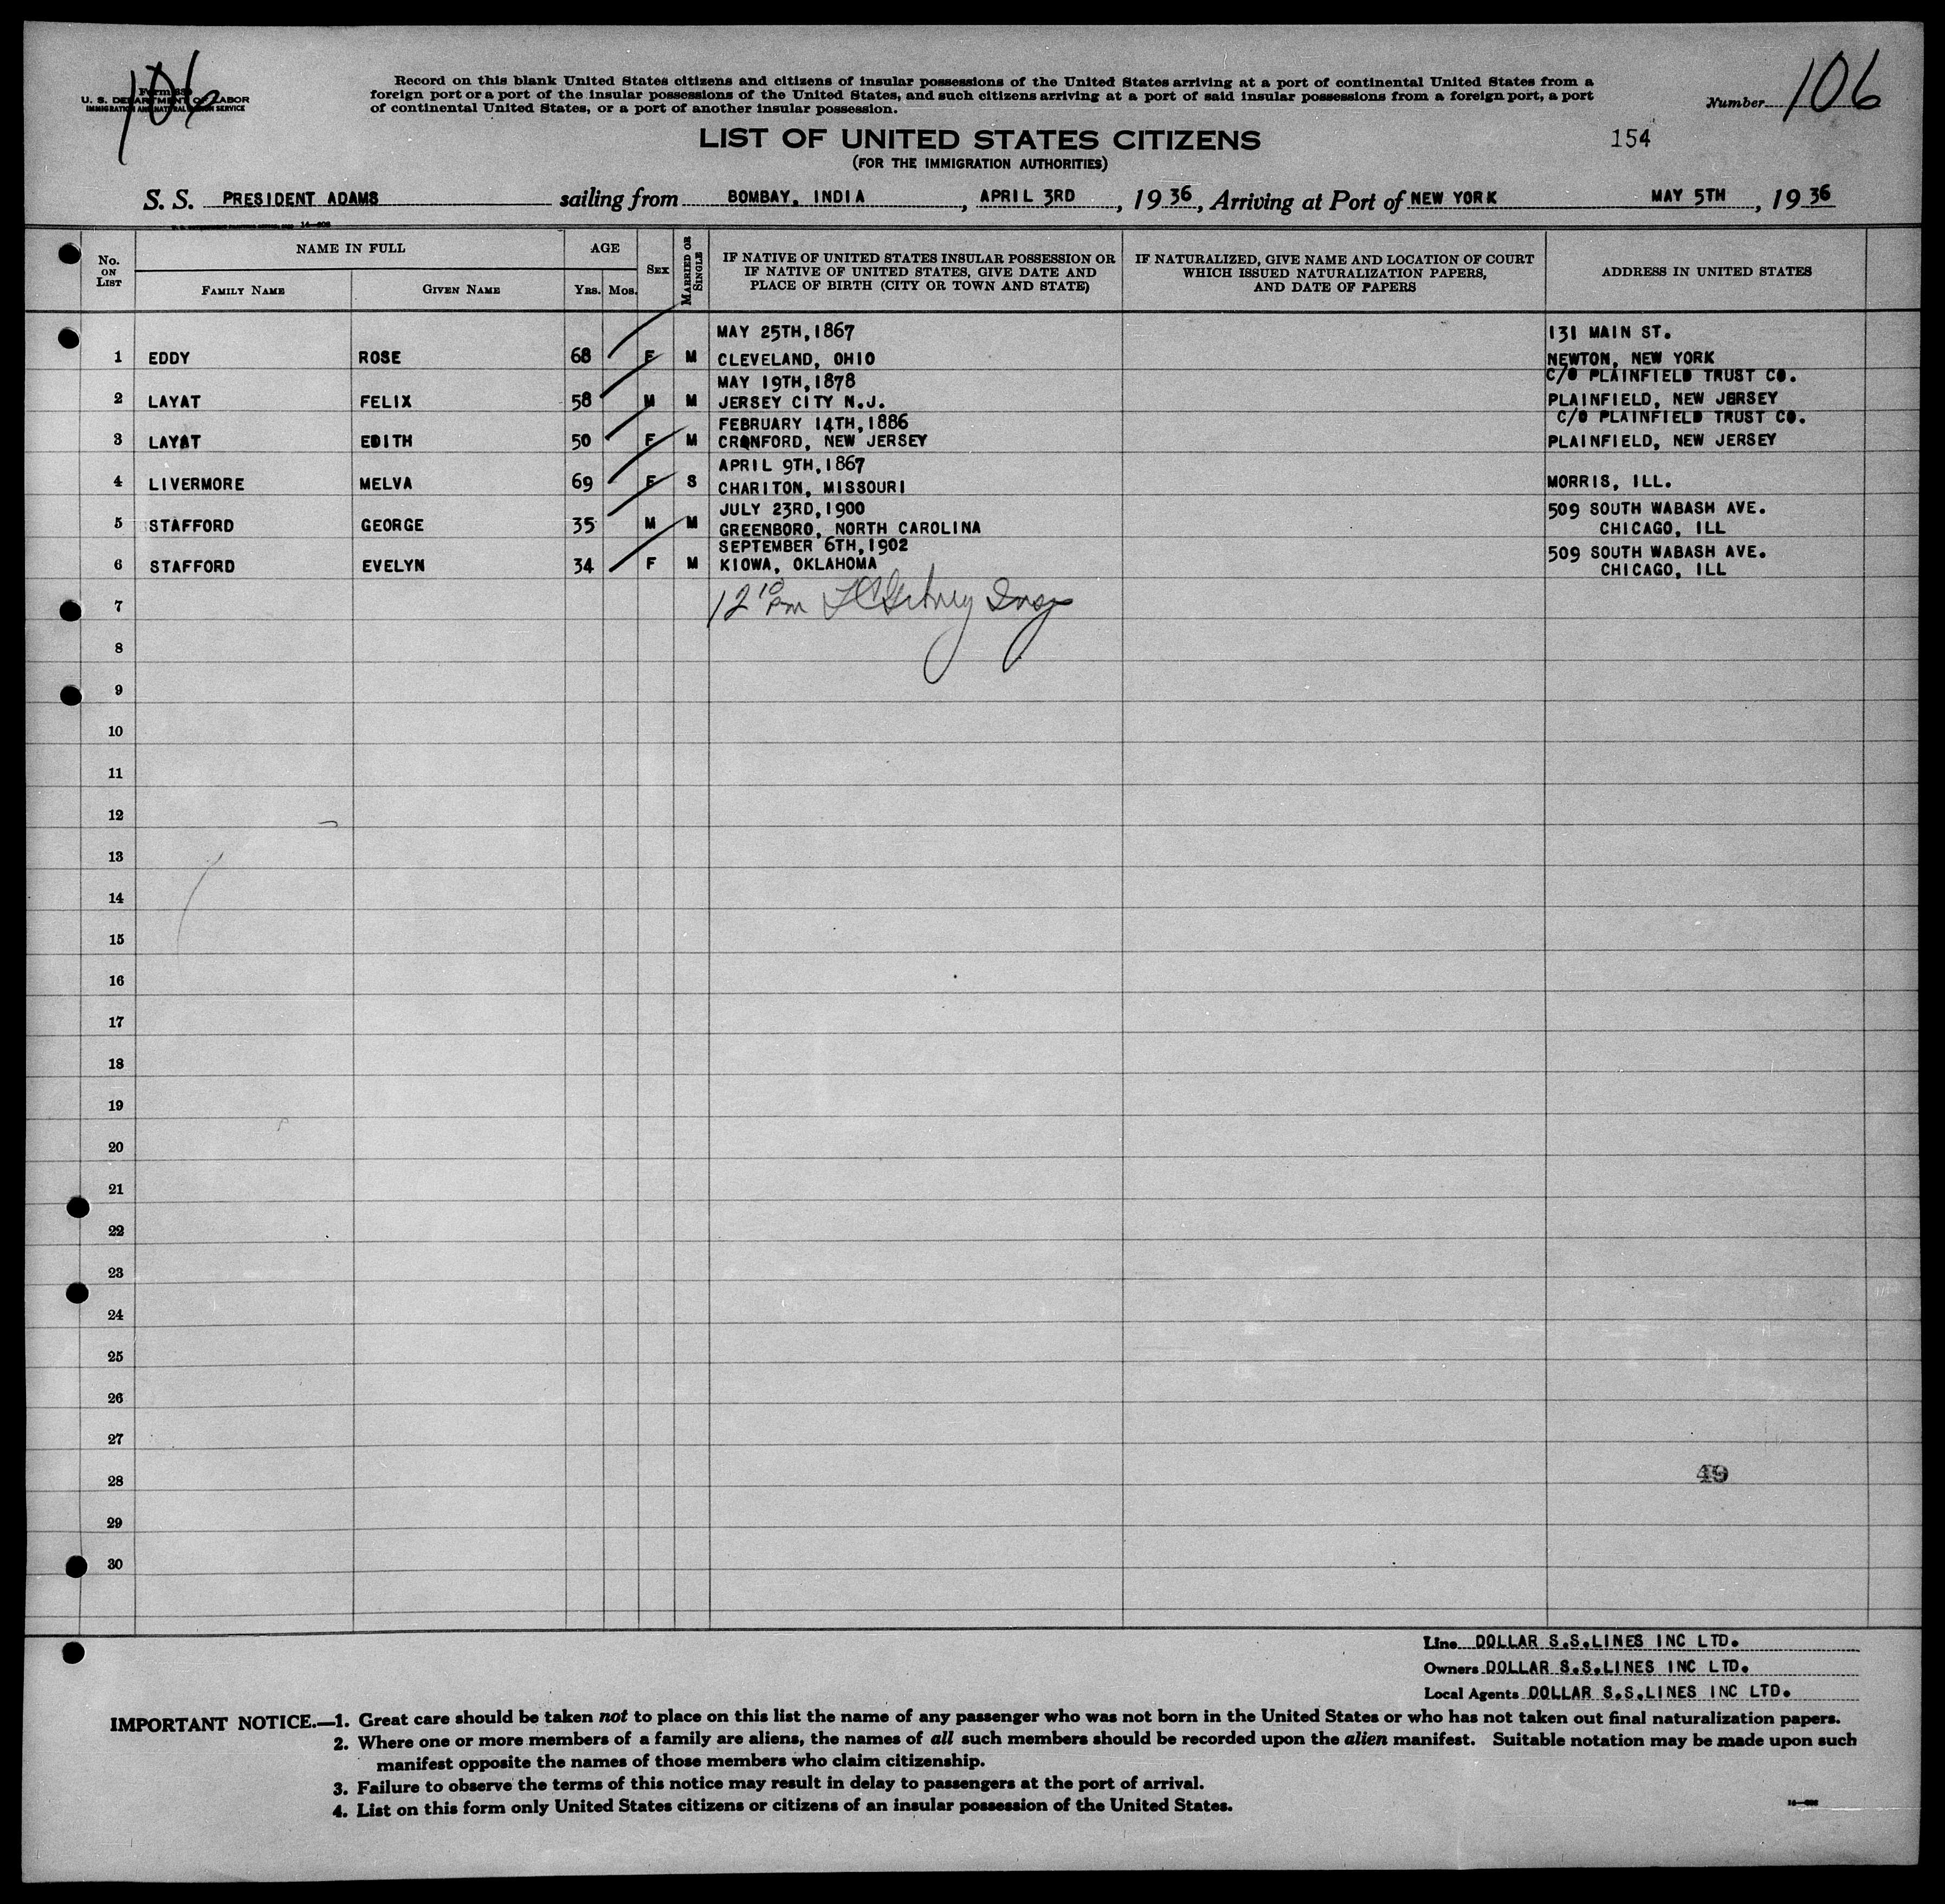 106
Form 630
U. S. DEPARTMENT OF LABOR
IMMIGRATION AND NATURALIZATION SERVICE
Record on this blank United States citizens and citizens of insular possessions of the United States arriving at a port of continental United States from a
foreign port or a port of the insular possessions of the United States, and such citizens arriving at a port of said insular possessions from a foreign port, a port
of continental United States, or a port of another insular possession.
Number 106
LIST OF UNITED STATES CITIZENS
(FOR THE IMMIGRATION AUTHORITIES)
154
S. S. PRESIDENT ADAMS sailing from BOMBAY, INDIA, APRIL 3RD, 1936, Arriving at Port of NEW YORK MAY 5TH, 1936
No. ON LIST
NAME IN FULL
FAMILY NAME
GIVEN NAME
AGE
YRS. MOS.
SEX
MARRIED OR SINGLE
IF NATIVE OF UNITED STATES INSULAR POSSESSION OR
IF NATIVE OF UNITED STATES, GIVE DATE AND
PLACE OF BIRTH (CITY OR TOWN AND STATE)
IF NATURALIZED, GIVE NAME AND LOCATION OF COURT
WHICH ISSUED NATURALIZATION PAPERS,
AND DATE OF PAPERS
ADDRESS IN UNITED STATES
MAY 25TH,1867 131 MAIN ST.
1 EDDY ROSE 68 F M CLEVELAND, OHIO NEWTON, NEW YORK
MAY 19TH,1878 C/O PLAINFIELD TRUST CO.
2 LAYAT FELIX 58 M M JERSEY CITY N.J. PLAINFIELD, NEW JERSEY
FEBRUARY 14TH,1886 C/O PLAINFIELD TRUST CO.
3 LAYAT EDITH 50 F M CRANFORD, NEW JERSEY PLAINFIELD, NEW JERSEY
APRIL 9TH,1867
4 LIVERMORE MELVA 69 F S CHARITON, MISSOURI MORRIS, ILL.
JULY 23RD,1900 509 SOUTH WABASH AVE.
5 STAFFORD GEORGE 35 M M GREENBORO, NORTH CAROLINA CHICAGO, ILL
SEPTEMBER 6TH,1902 509 SOUTH WABASH AVE.
6 STAFFORD EVELYN 34 F M KIOWA, OKLAHOMA CHICAGO, ILL
7 12 10 Pm Insp
8
9
10
11
12
13
14
15
16
17
18
19
20
21
22
23
24
25
26
27
28 49
29
30
Line DOLLAR S.S.LINES INC LTD.
Owners DOLLAR S.S.LINES INC LTD.
Local Agents DOLLAR S.S.LINES INC LTD.
IMPORTANT NOTICE.—1. Great care should be taken not to place on this list the name of any passenger who was not born in the United States or who has not taken out final naturalization papers.
2. Where one or more members of a family are aliens, the names of all such members should be recorded upon the alien manifest. Suitable notation may be made upon such
manifest opposite the names of those members who claim citizenship.
3. Failure to observe the terms of this notice may result in delay to passengers at the port of arrival.
4. List on this form only United States citizens or citizens of an insular possession of the United States.